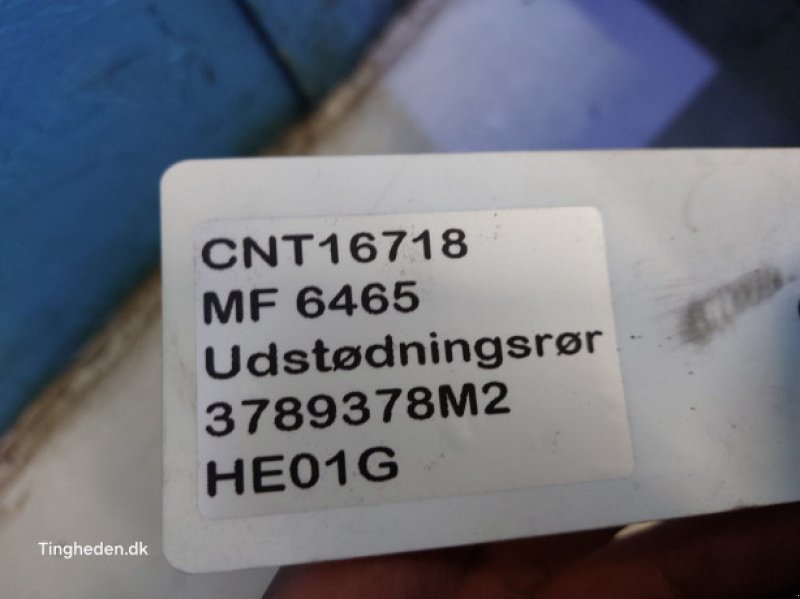 CNT16718
MF 6465
Udstødningsrør
3789378M2
HE01G
Tingheden.dk